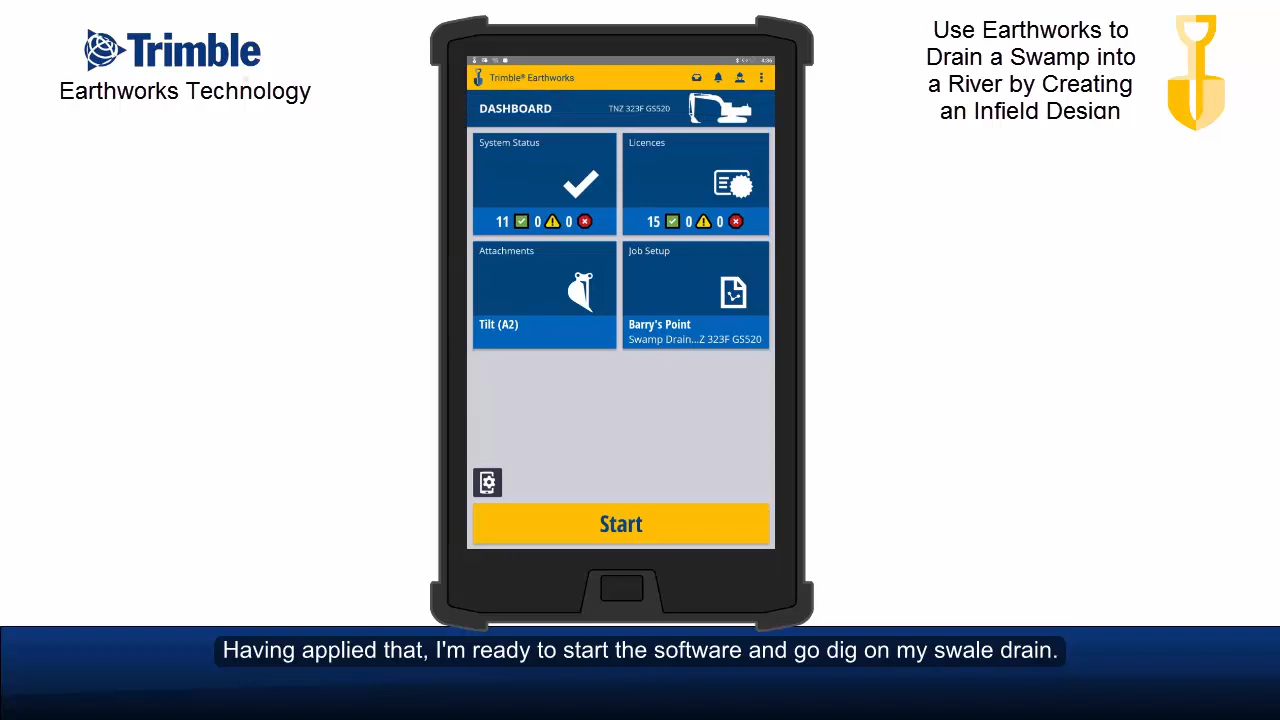 Trimble
Earthworks Technology
Use Earthworks to
Drain a Swamp into
a River by Creating
an Infield Design
4:36
Trimble® Earthworks
DASHBOARD
TNZ 323F GS520
System Status
Licences
11 0 0
15 0 0
Attachments
Job Setup
Tilt (A2)
Barry's Point
Swamp Drain...Z 323F GS520
Start
Having applied that, I'm ready to start the software and go dig on my swale drain.